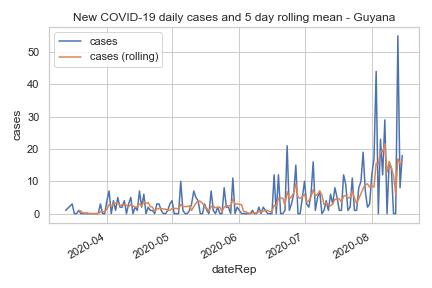 New COVID-19 daily cases and 5 day rolling mean - Guyana
cases
cases (rolling)
50
40
30
20
10
0
cases
2020-04
2020-05
2020-06
2020-07
2020-08
dateRep